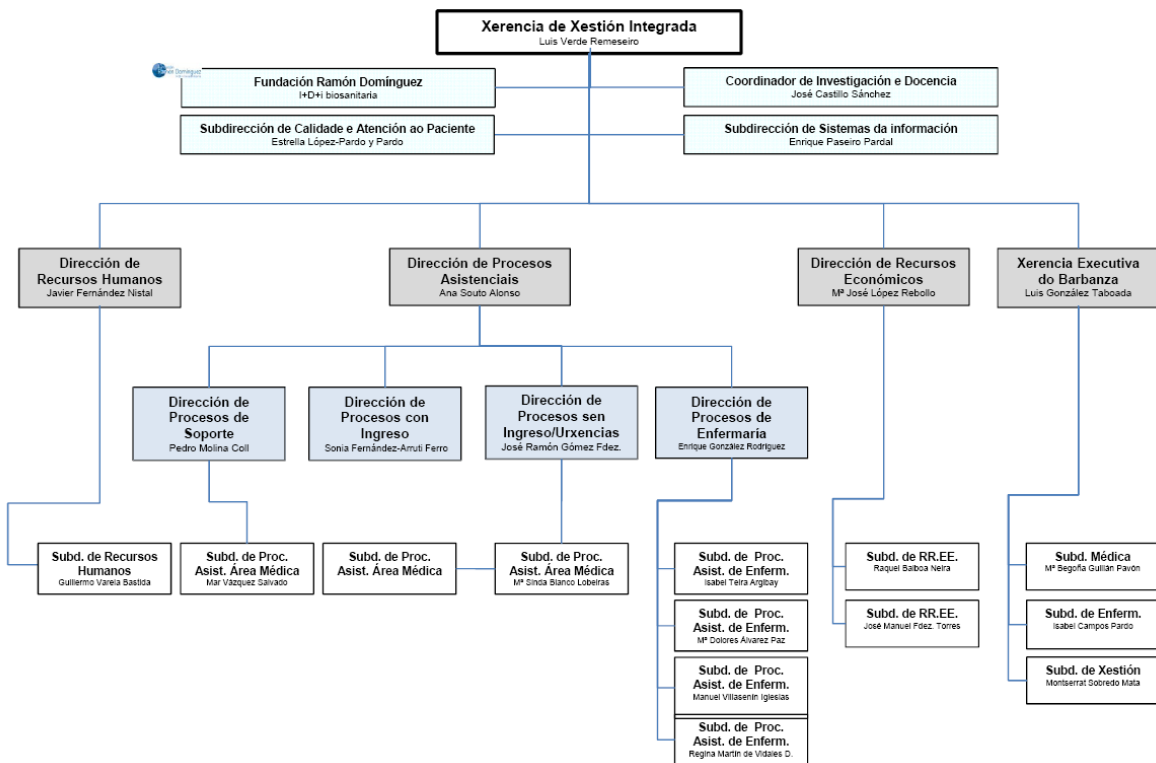 Xerencia de Xestión Integrada
Luis Verde Remeseiro
Fundación Ramón Domínguez
I+D+i biosanitaria
Coordinador de Investigación e Docencia
José Castillo Sánchez
Subdirección de Calidade e Atención ao Paciente
Estrella López-Pardo y Pardo
Subdirección de Sistemas da información
Enrique Paseiro Pardal
Dirección de
Recursos Humanos
Javier Fernández Nistal
Dirección de Procesos
Asistenciais
Ana Souto Alonso
Dirección de Recursos
Económicos
Mª José López Rebollo
Xerencia Executiva
do Barbanza
Luis González Taboada
Dirección de
Procesos de
Soporte
Pedro Molina Coll
Dirección de
Procesos con
Ingreso
Sonia Fernández-Arruti Ferro
Dirección de
Procesos sen
Ingreso/Urxencias
José Ramón Gómez Fdez.
Dirección de
Procesos de
Enfermaría
Enrique González Rodríguez
Subd. de Recursos
Humanos
Guillermo Varela Bastida
Subd. de Proc.
Asist. Área Médica
Mar Vázquez Salvado
Subd. de Proc.
Asist. Área Médica
Subd. de Proc.
Asist. Área Médica
Mª Sinda Blanco Lobeiras
Subd. de Proc.
Asist. de Enferm.
Isabel Teira Argibay
Subd. de Proc.
Asist. de Enferm.
Mª Dolores Álvarez Paz
Subd. de Proc.
Asist. de Enferm.
Manuel Villasenín Iglesias
Subd. de Proc.
Asist. de Enferm.
Regina Martín de Vidales D.
Subd. de RR.EE.
Raquel Balboa Neira
Subd. de RR.EE.
José Manuel Fdez. Torres
Subd. Médica
Mª Begoña Guillán Pavón
Subd. de Enferm.
Isabel Campos Pardo
Subd. de Xestión
Montserrat Sobredo Mata